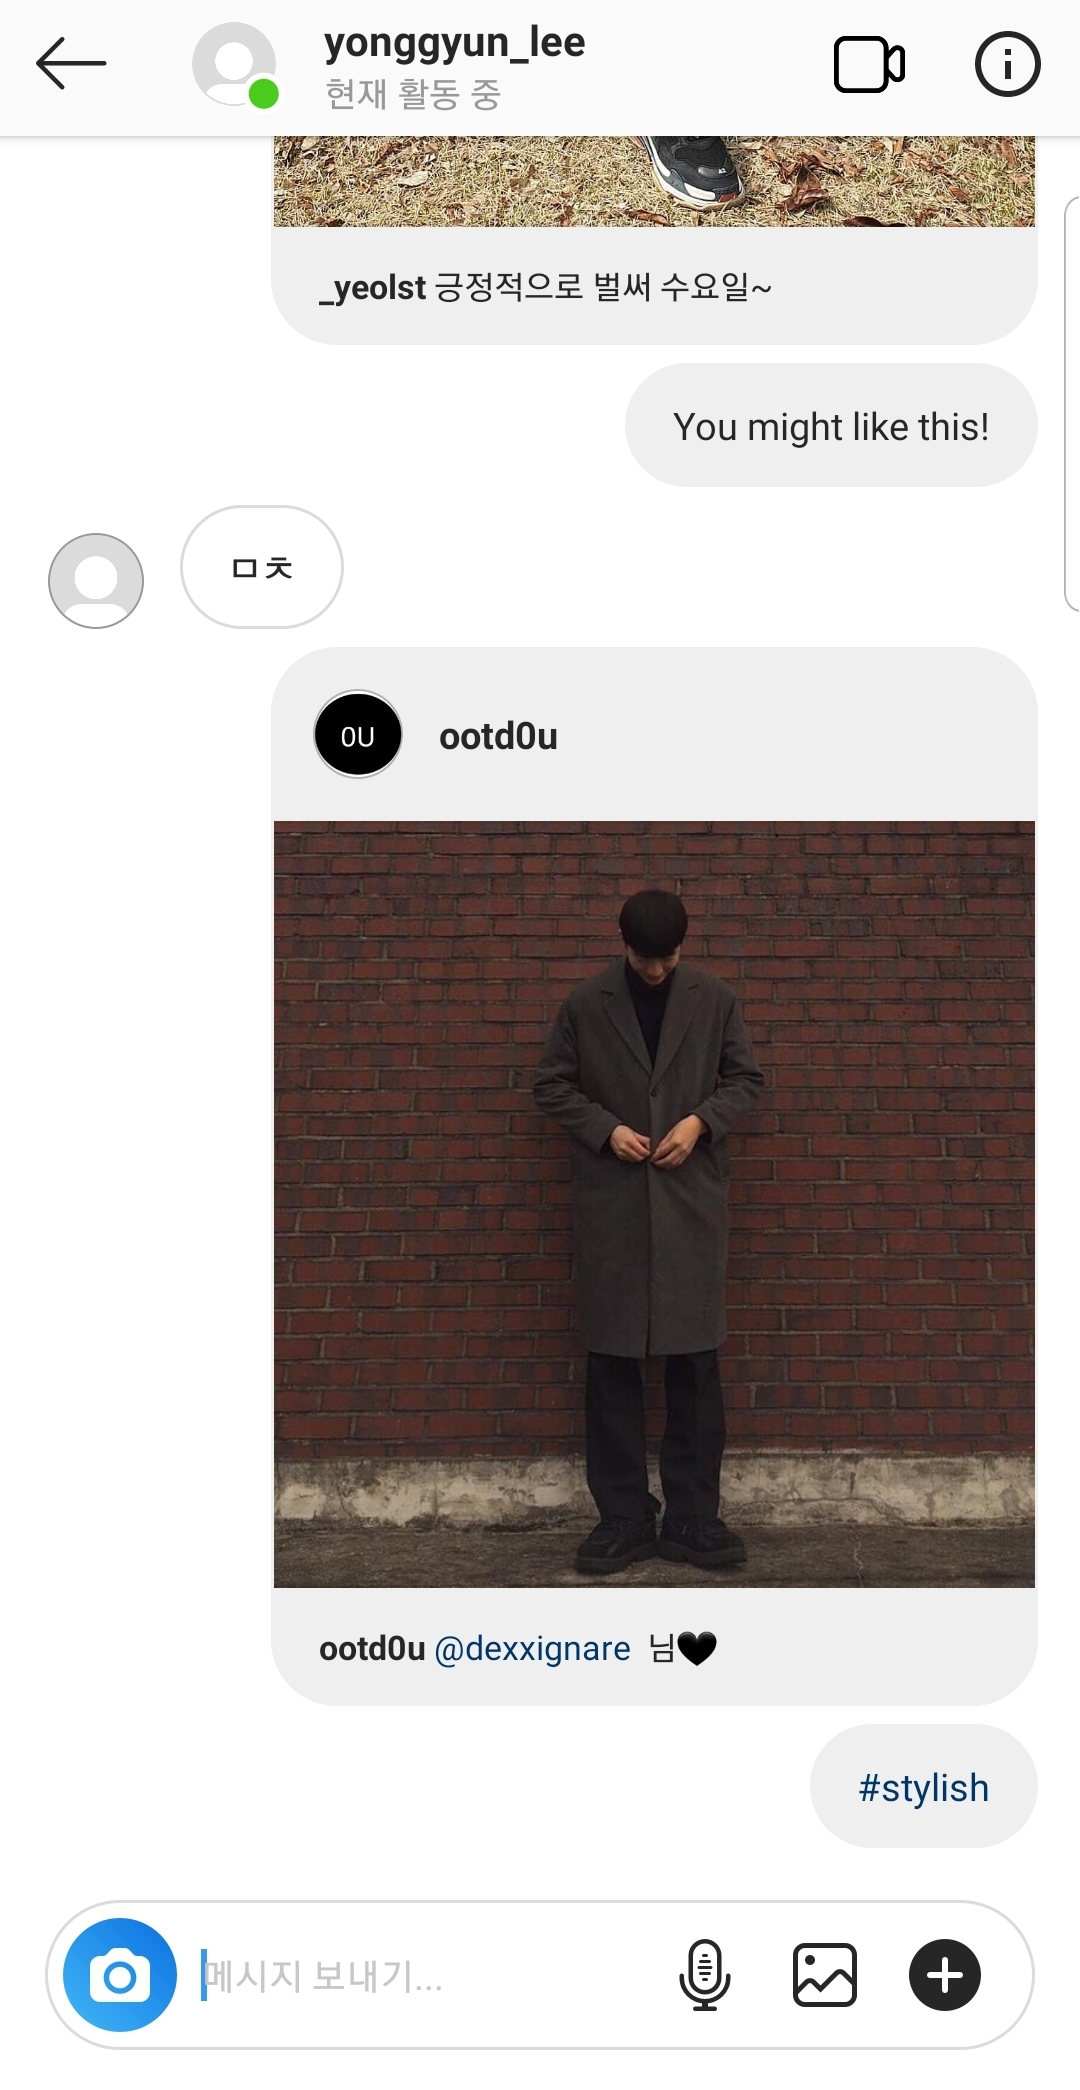 yonggyun_lee
현재 활동 중
_yeolst 긍정적으로 벌써 수요일~
You might like this!
ㅁㅊ
0U
ootd0u
ootd0u @dexxignare 님🖤
#stylish
메시지 보내기...